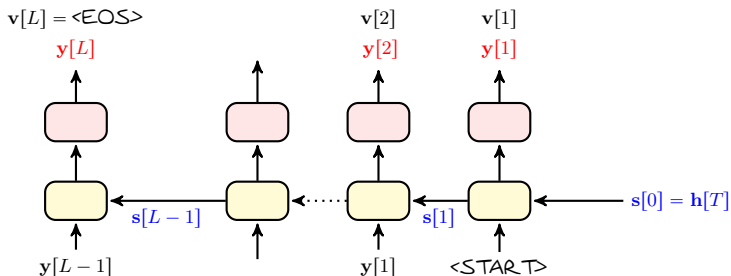 v[L] = <EOS> v[2] v[1]
y[L] y[2] y[1]
s[L − 1] s[1] s[0] = h[T]
y[L−1] y[1] <START>